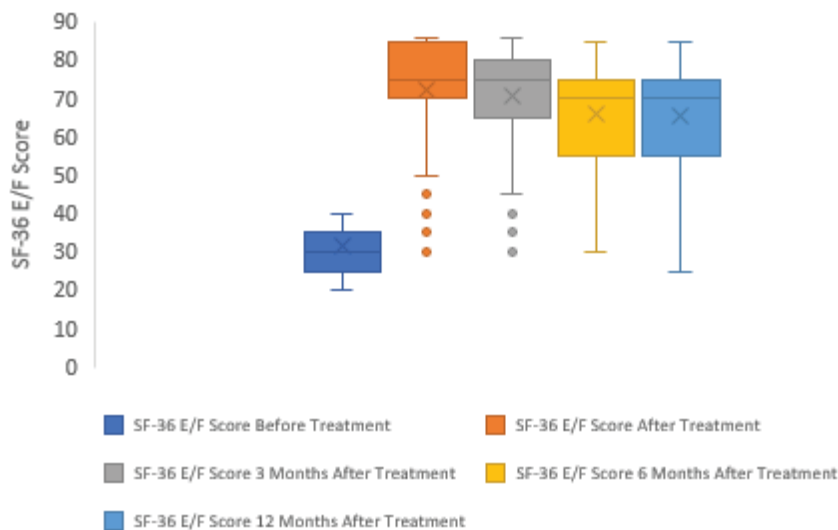 90
80
70
60
50
40
30
20
10
0
SF-36 E/F Score
SF-36 E/F Score Before Treatment
SF-36 E/F Score After Treatment
SF-36 E/F Score 3 Months After Treatment
SF-36 E/F Score 6 Months After Treatment
SF-36 E/F Score 12 Months After Treatment